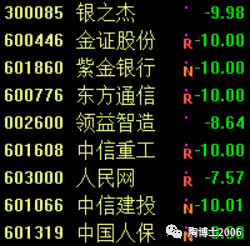 300085 银之杰 -9.98
600446 金证股份 R -10.00
601860 紫金银行 N -10.00
600776 东方通信 R -10.00
002600 领益智造 -8.64
601608 中信重工 R -10.00
603000 人民网 R -7.57
601066 中信建投 N -10.01
601319 中国人保 N
陶博士2006